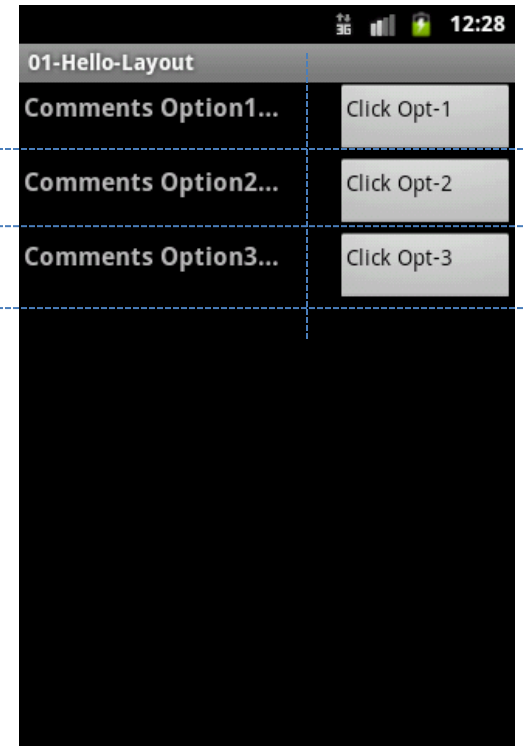 3G 12:28
01-Hello-Layout
Comments Option1... Click Opt-1
Comments Option2... Click Opt-2
Comments Option3... Click Opt-3